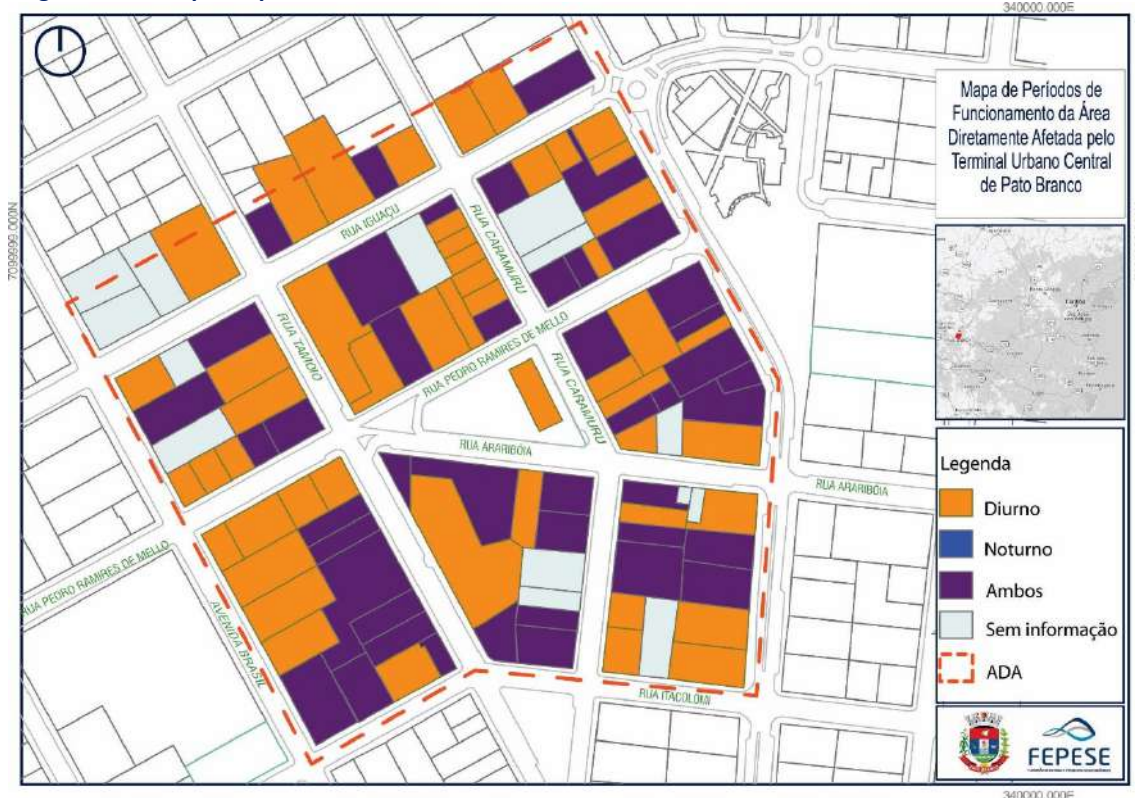 340000.000E
Mapa de Períodos de
Funcionamento da Área
Diretamente Afetada pelo
Terminal Urbano Central
de Pato Branco
7099999.000N
RUA IGUAÇU
RUA CARAMURU
RUA TAMOIO
RUA PEDRO RAMIRES DE MELLO
RUA CARAMURU
RUA ARARIBÓIA
RUA ARARIBÓIA
RUA PEDRO RAMIRES DE MELLO
AVENIDA BRASIL
RUA ITACOLOMI
Legenda
Diurno
Noturno
Ambos
Sem informação
ADA
FEPESE
340000.000E